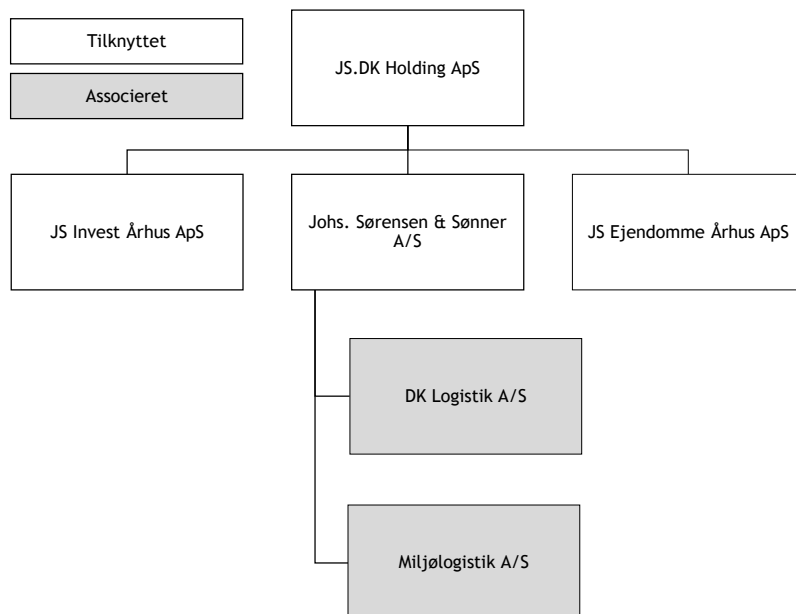 Tilknyttet
Associeret
JS.DK Holding ApS
JS Invest Århus ApS
Johs. Sørensen & Sønner
A/S
JS Ejendomme Århus ApS
DK Logistik A/S
Miljølogistik A/S